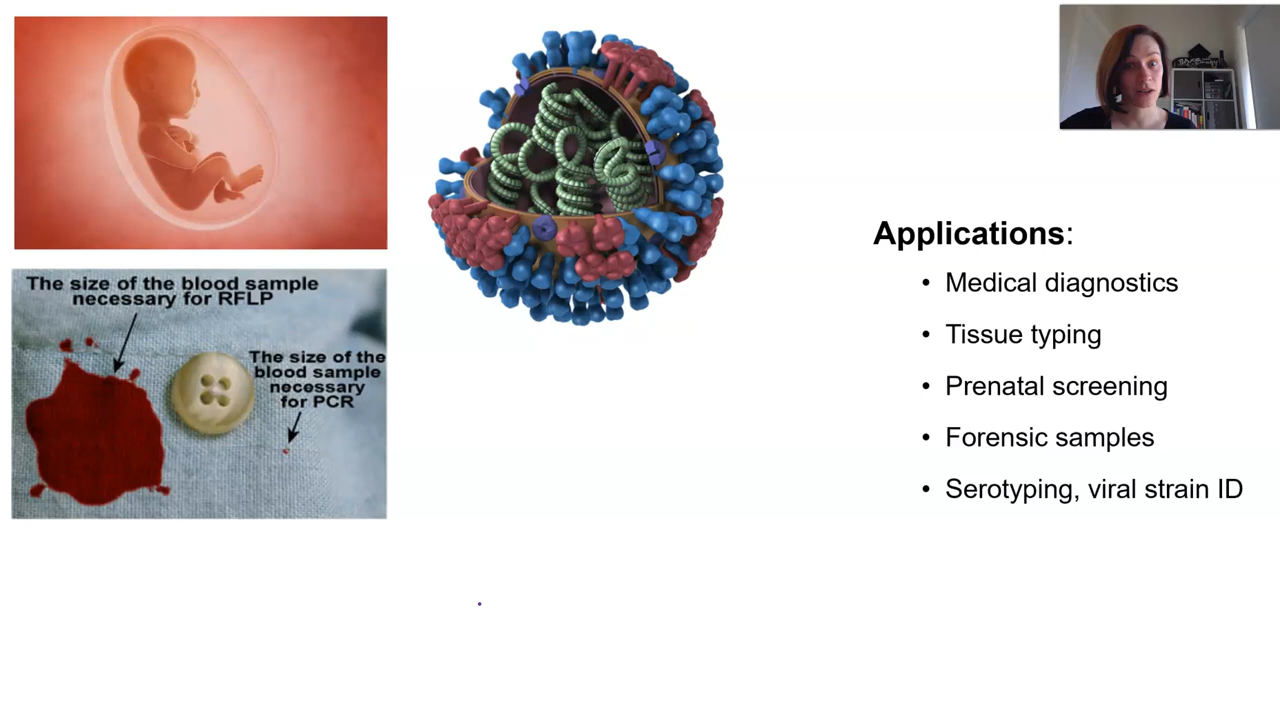 The size of the blood sample
necessary for RFLP
The size of the
blood sample
necessary
for PCR
Applications:
• Medical diagnostics
• Tissue typing
• Prenatal screening
• Forensic samples
• Serotyping, viral strain ID